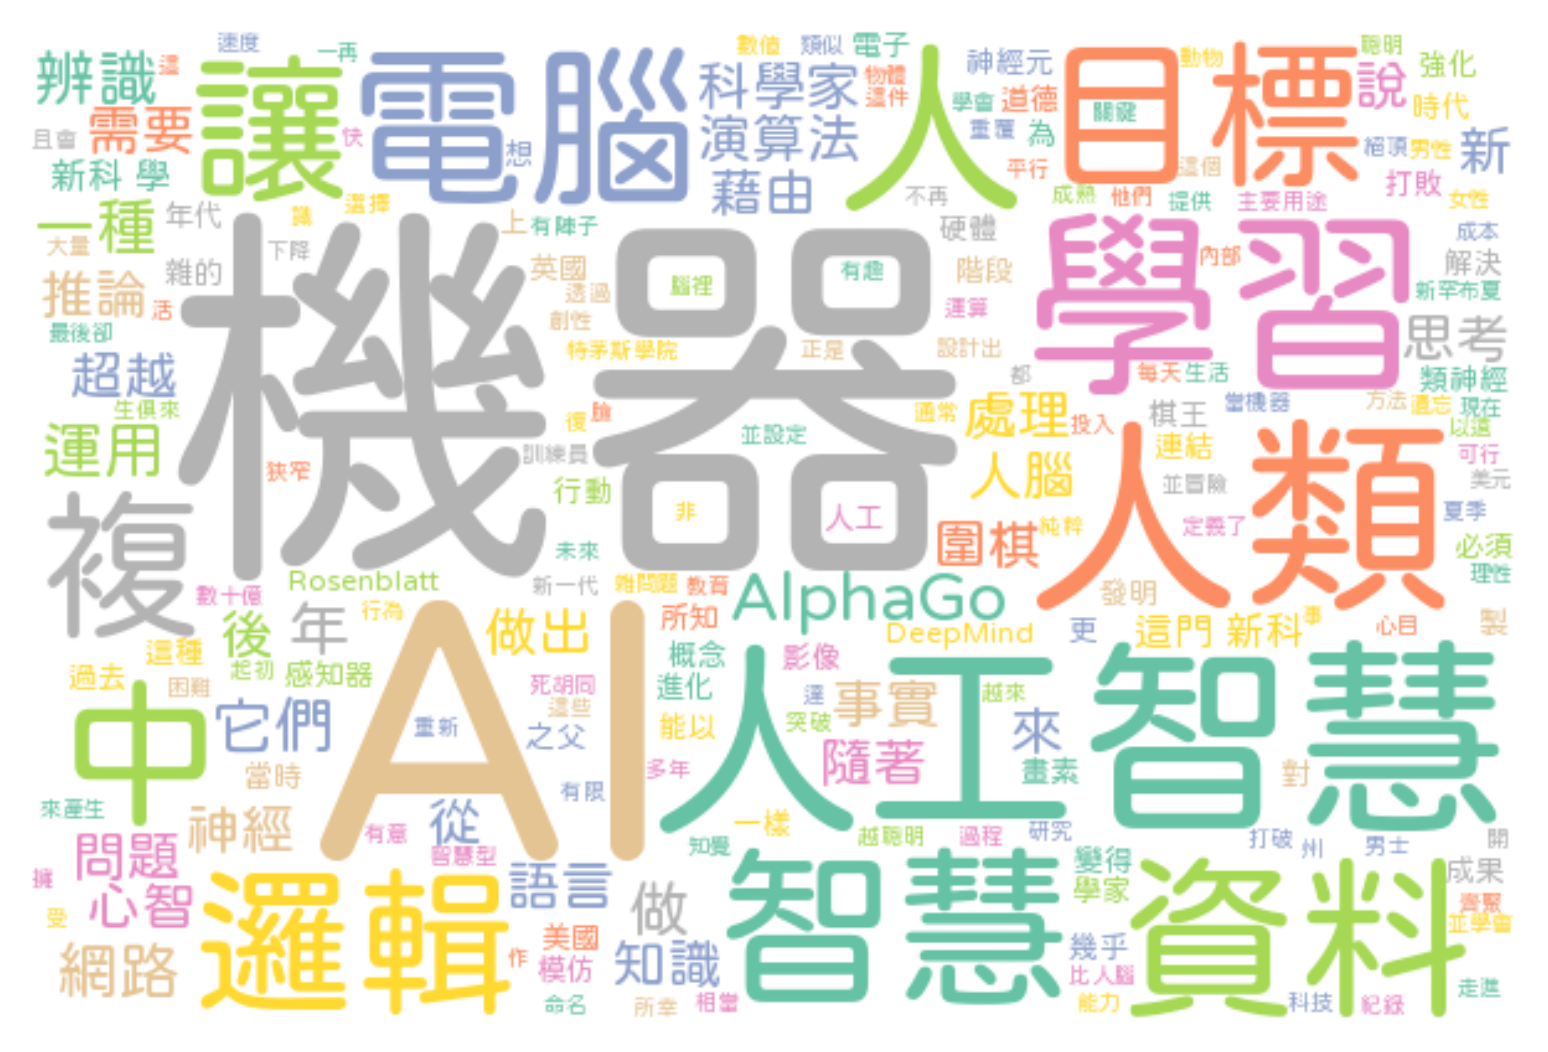 辨識
這
速度
一再
數值
類似
電子
神經元
動物
聰明
強化
讓
電腦
科學家
物體
這件
人
學會
道德
目標
關鍵
說
時代
需要
且會
快
想
演算法
重覆
為
平行
這個
絕頂
男性
新
新科 學
藉由
不再
成熟
他們
提供
主要用途
打敗
女性
一種
年代
選擇
上
有陣子
硬體
成本
大量
下降
機器
學習
內部
解決
推論
雜的
英國
腦裡
有趣
階段
新罕布夏
活
透過
運算
最後卻
創性
特茅斯學院
正是
設計出
思考
超越
都
每天
生活
類神經
生俱來
復
臉
並設定
通常
處理
投入
棋王
當機器
方法
遺忘
現在
運用
訓練員
連結
人類
以這
可行
狹窄
行動
非
人工
人腦
並冒險
美元
複
圍棋
純粹
定義了
夏季
未來
必須
數十億
Rosenblatt
新一代
難問題
教育
AlphaGo
發明
理性
後
年
行為
做出
所知
DeepMind
更
這門 新科
事
心目
製
這種
起初
感知器
AI
概念
影像
人工智慧
過去
困難
死胡同
進化
達
事實
越來
中
它們
重新
這些
之父
能以
突破
來
當時
有限
多年
隨著
畫素
對
來產生
神經
有意
從
一樣
問題
智慧型
知覺
越聰明
過程
研究
打破
州
男士
開
擁
心智
邏輯
語言
做
智慧
變得
學家
資料
成果
齊聚
受
並學會
網路
作
美國
模仿
知識
幾乎
比人腦
走進
命名
所幸
相當
能力
科技
紀錄